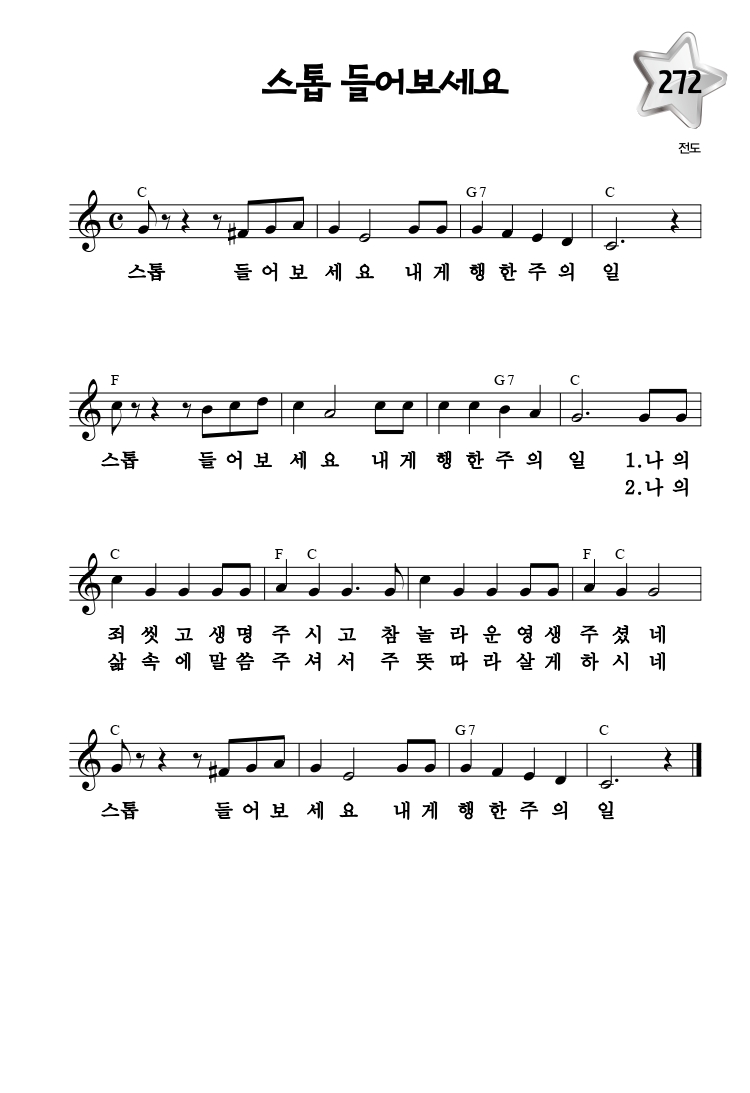 스톱 들어보세요
272
전도
C G7 C
스톱 들어보 세요 내게 행한주의 일
F G7 C
스톱 들어보 세요 내게 행한주의 일 1.나의
2.나의
C F C F C
죄 씻 고 생명 주 시 고 참 놀 라 운 영생 주 셨 네
삶 속 에 말씀 주 셔 서 주 뜻 따 라 살게 하 시 네
C G7 C
스톱 들어보 세요 내게 행한주의 일